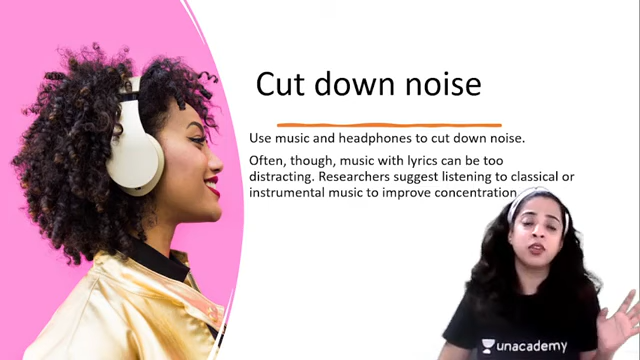 Cut down noise
Use music and headphones to cut down noise.
Often, though, music with lyrics can be too
distracting. Researchers suggest listening to classical or
instrumental music to improve concentration
unacademy